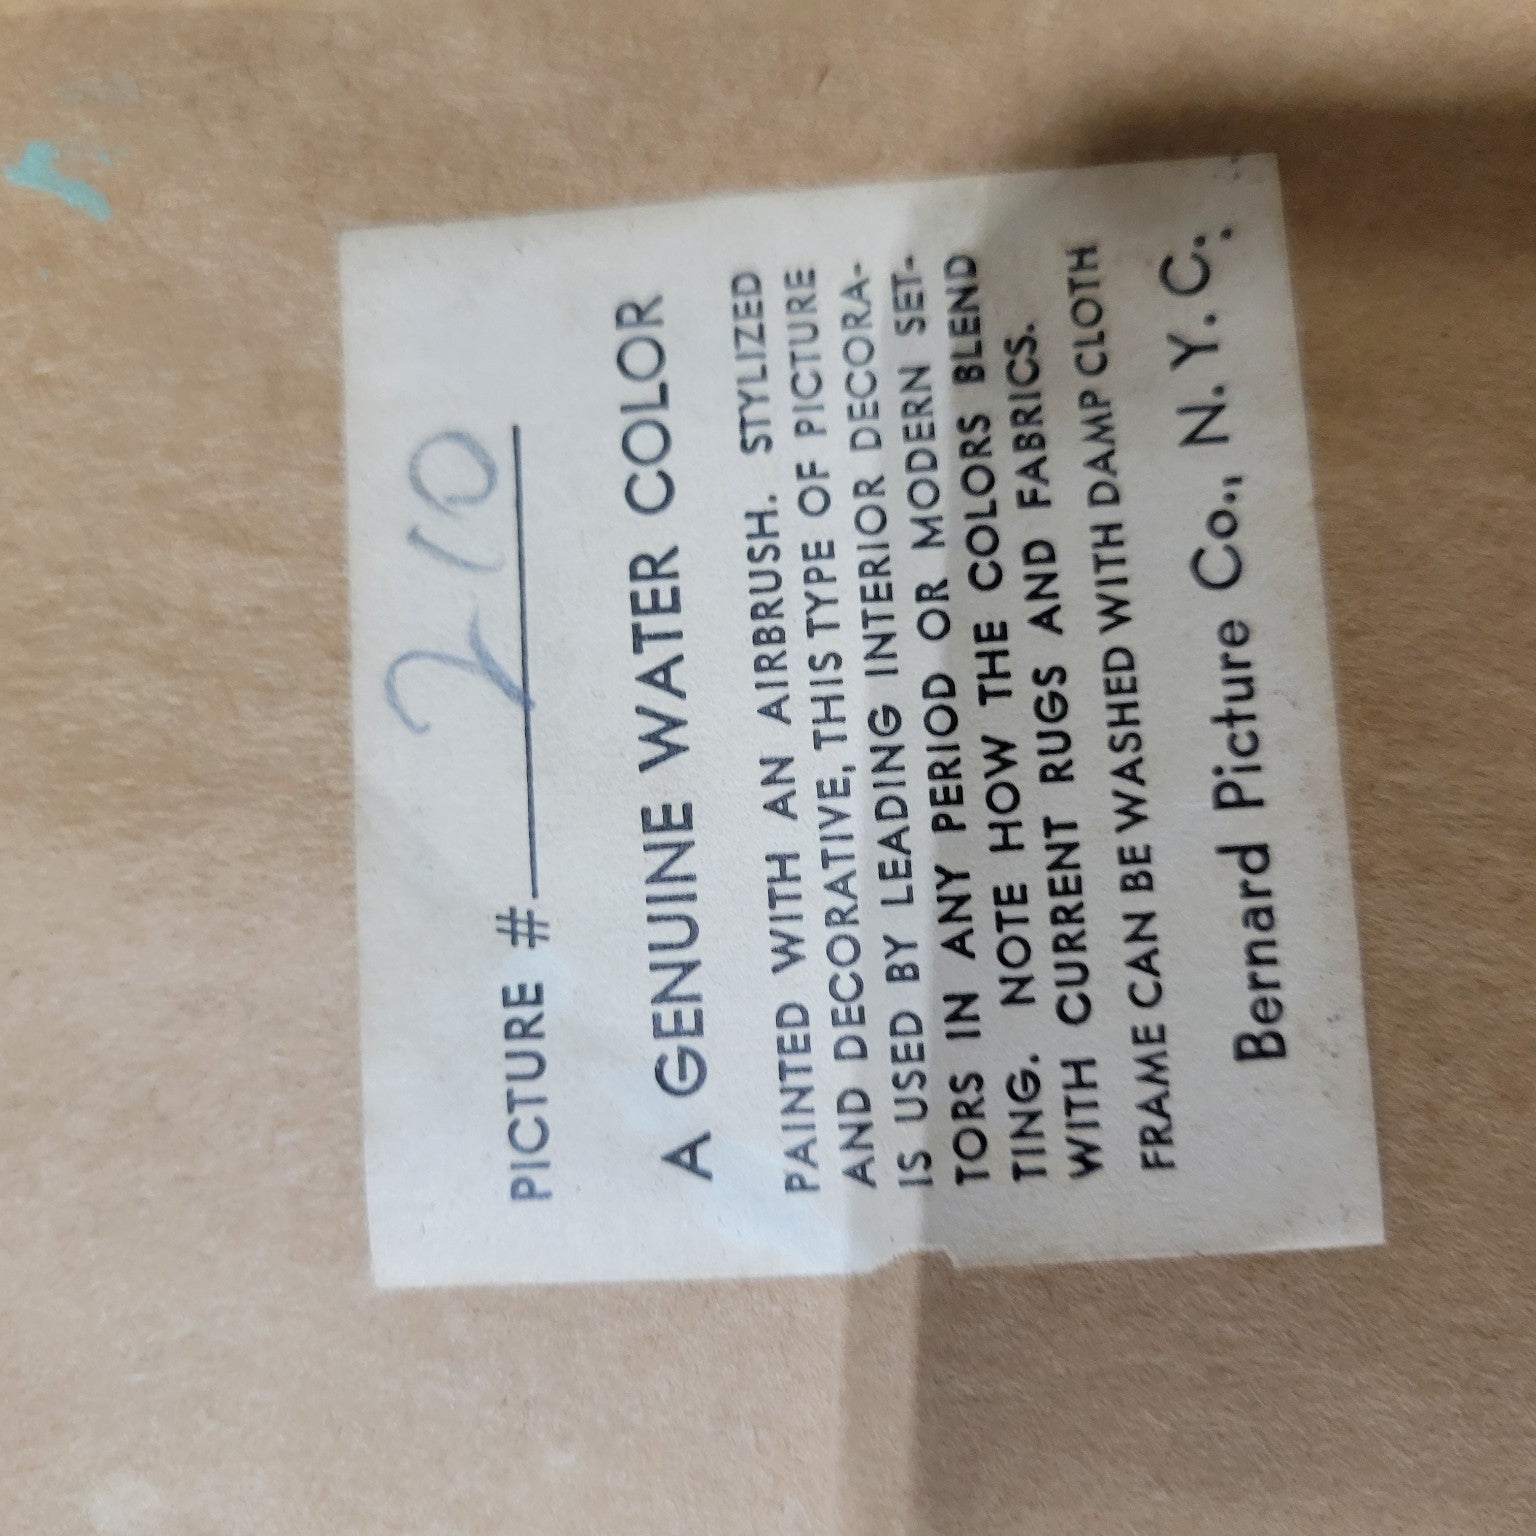 PICTURE # 210
A GENUINE WATER COLOR
PAINTED WITH AN AIRBRUSH. STYLIZED
AND DECORATIVE, THIS TYPE OF PICTURE
IS USED BY LEADING INTERIOR DECORA-
TORS IN ANY PERIOD OR MODERN SET-
TING. NOTE HOW THE COLORS BLEND
WITH CURRENT RUGS AND FABRICS.
FRAME CAN BE WASHED WITH DAMP CLOTH
Bernard Picture Co., N. Y. C.